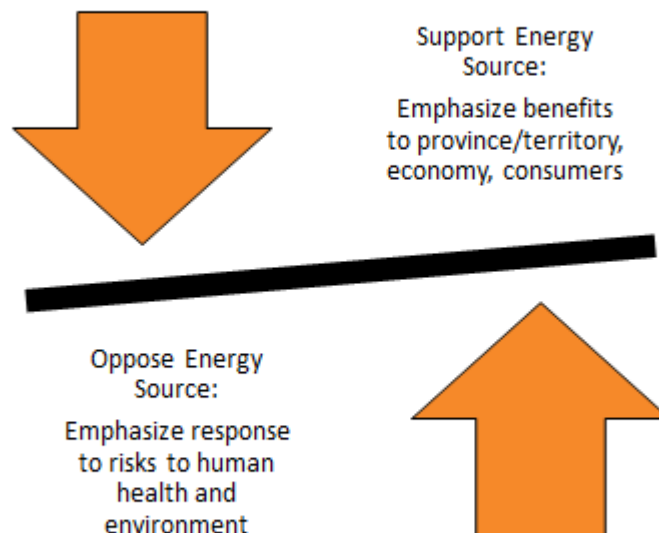 Support Energy
Source:
Emphasize benefits
to province/territory,
economy, consumers
Oppose Energy
Source:
Emphasize response
to risks to human
health and
environment